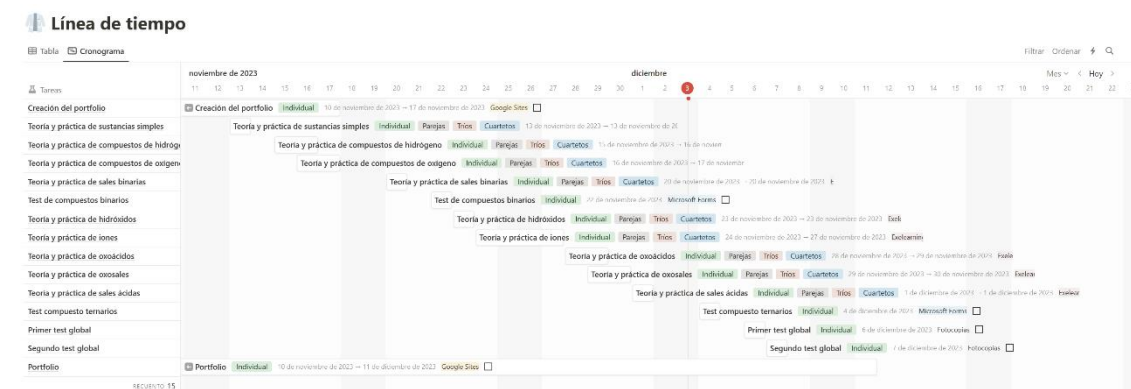 Línea de tiempo
Tabla Cronograma Filtrar Ordenar
noviembre de 2023 diciembre Mes Hoy
Tareas 11 12 13 14 15 16 17 18 19 20 21 22 23 24 25 26 27 28 29 30 1 2 3 4 5 6 7 8 9 10 11 12 13 14 15 16 17 18 19 20 21 22
Creación del portfolio Creación del portfolio Individual 10 de noviembre de 2023 → 17 de noviembre de 2023 Google Sites
Teoría y práctica de sustancias simples Teoría y práctica de sustancias simples Individual Parejas Tríos Cuartetos 13 de noviembre de 2023 → 13 de noviembre de 20
Teoría y práctica de compuestos de hidróge Teoría y práctica de compuestos de hidrógeno Individual Parejas Tríos Cuartetos 15 de noviembre de 2023 → 16 de noviem
Teoría y práctica de compuestos de oxígeno Teoría y práctica de compuestos de oxígeno Individual Parejas Tríos Cuartetos 16 de noviembre de 2023 → 17 de noviembr
Teoría y práctica de sales binarias Teoría y práctica de sales binarias Individual Parejas Tríos Cuartetos 20 de noviembre de 2023 → 20 de noviembre de 2023 E
Test de compuestos binarios Test de compuestos binarios Individual 22 de noviembre de 2023 Microsoft Forms
Teoría y práctica de hidróxidos Teoría y práctica de hidróxidos Individual Parejas Tríos Cuartetos 23 de noviembre de 2023 → 23 de noviembre de 2023 Exeli
Teoría y práctica de iones Teoría y práctica de iones Individual Parejas Tríos Cuartetos 24 de noviembre de 2023 → 27 de noviembre de 2023 Exelearnin
Teoría y práctica de oxoácidos Teoría y práctica de oxoácidos Individual Parejas Tríos Cuartetos 28 de noviembre de 2023 → 29 de noviembre de 2023 Exela
Teoría y práctica de oxosales Teoría y práctica de oxosales Individual Parejas Tríos Cuartetos 29 de noviembre de 2023 → 30 de noviembre de 2023 Exelea
Teoría y práctica de sales ácidas Teoría y práctica de sales ácidas Individual Parejas Tríos Cuartetos 1 de diciembre de 2023 → 1 de diciembre de 2023 Exelear
Test compuesto ternarios Test compuesto ternarios Individual 4 de diciembre de 2023 Microsoft Forms
Primer test global Primer test global Individual 6 de diciembre de 2023 Fotocopias
Segundo test global Segundo test global Individual 7 de diciembre de 2023 Fotocopias
Portfolio Portfolio Individual 10 de noviembre de 2023 → 11 de diciembre de 2023 Google Sites
RECUENTO 15